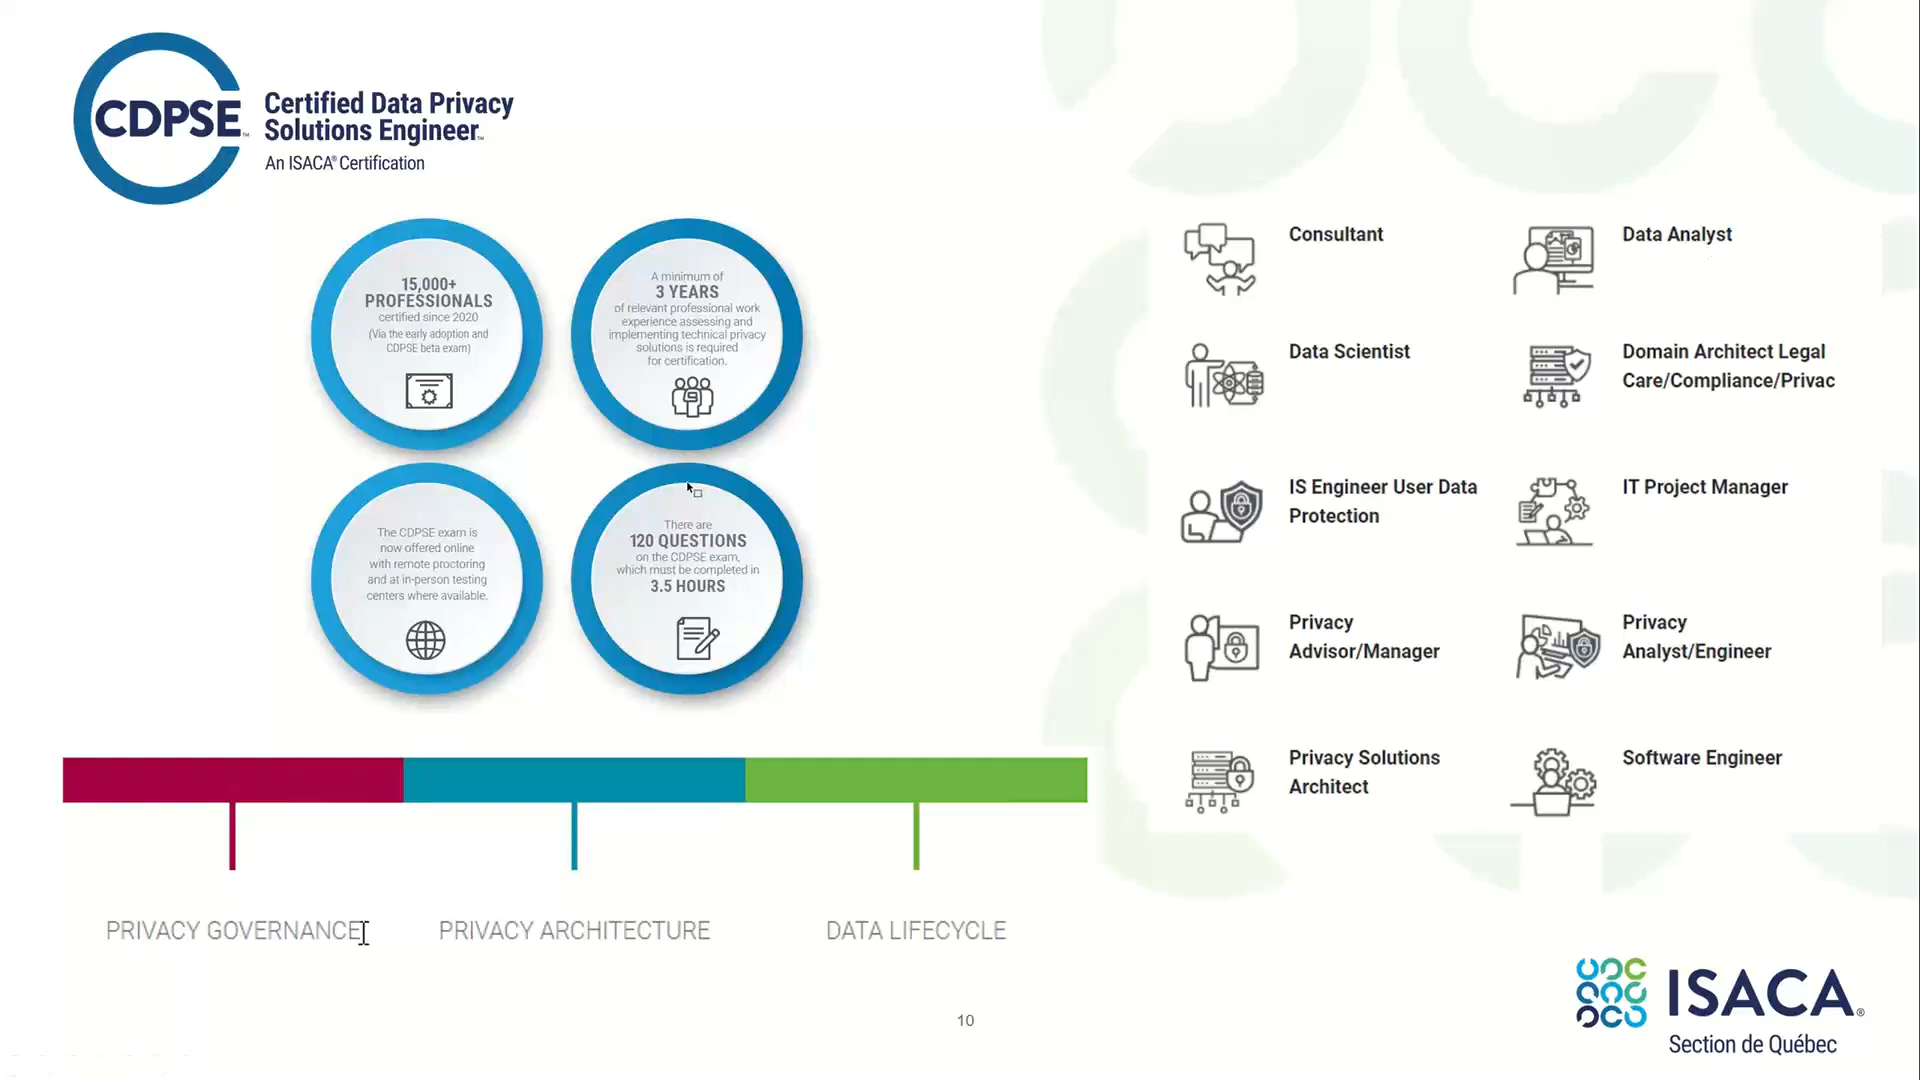 CDPSE™
Certified Data Privacy
Solutions Engineer™
An ISACA® Certification
15,000+
PROFESSIONALS
certified since 2020
(Via the early adoption and
CDPSE beta exam)
A minimum of
3 YEARS
of relevant professional work
experience assessing and
implementing technical privacy
solutions is required
for certification.
The CDPSE exam is
now offered online
with remote proctoring
and at in-person testing
centers where available.
There are
120 QUESTIONS
on the CDPSE exam,
which must be completed in
3.5 HOURS
Consultant
Data Analyst
Data Scientist
Domain Architect Legal
Care/Compliance/Privac
IS Engineer User Data
Protection
IT Project Manager
Privacy
Advisor/Manager
Privacy
Analyst/Engineer
Privacy Solutions
Architect
Software Engineer
PRIVACY GOVERNANCE
PRIVACY ARCHITECTURE
DATA LIFECYCLE
10
ISACA®
Section de Québec